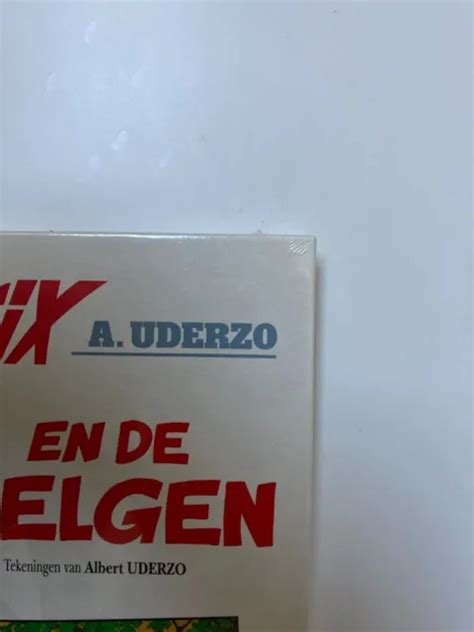 iX
A. UDERZO
EN DE
ELGEN
Tekeningen van Albert UDERZO